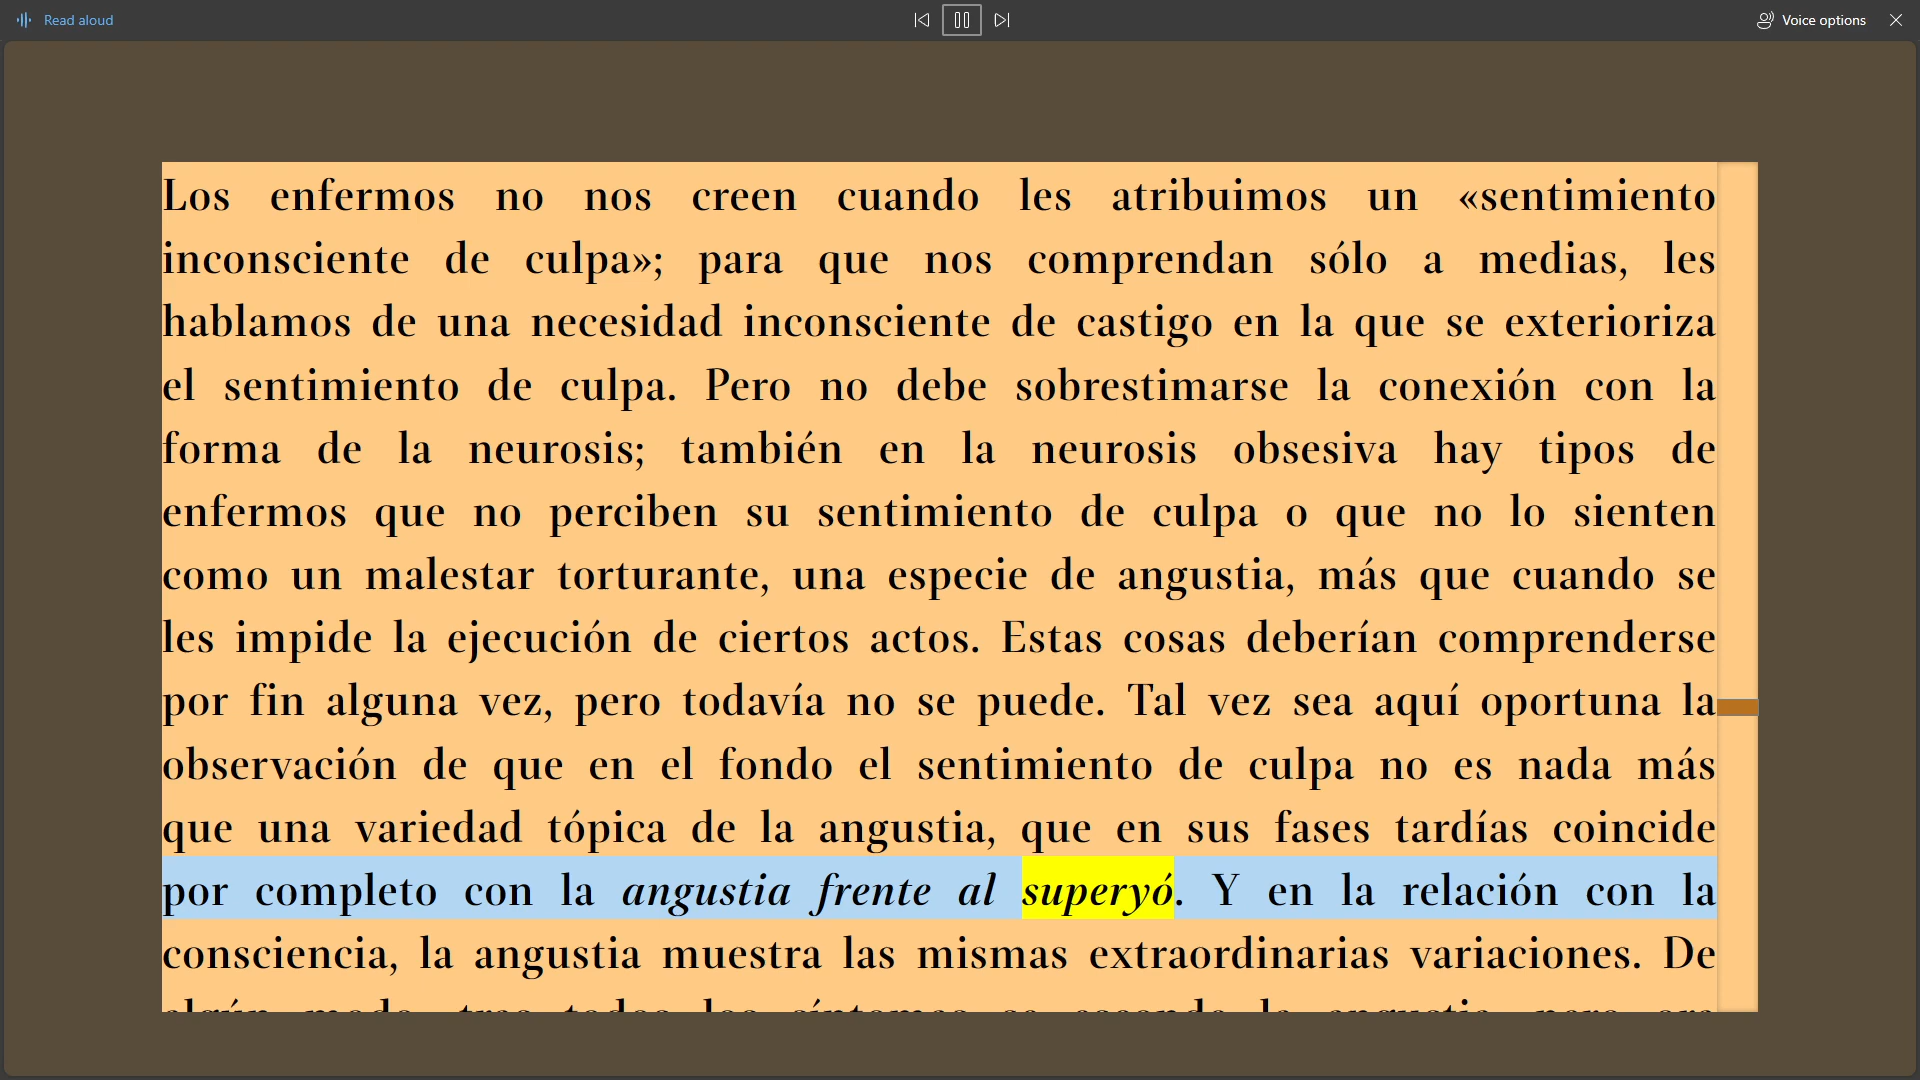 Read aloud
Voice options
Los enfermos no nos creen cuando les atribuimos un «sentimiento
inconsciente de culpa»; para que nos comprendan sólo a medias, les
hablamos de una necesidad inconsciente de castigo en la que se exterioriza
el sentimiento de culpa. Pero no debe sobrestimarse la conexión con la
forma de la neurosis; también en la neurosis obsesiva hay tipos de
enfermos que no perciben su sentimiento de culpa o que no lo sienten
como un malestar torturante, una especie de angustia, más que cuando se
les impide la ejecución de ciertos actos. Estas cosas deberían comprenderse
por fin alguna vez, pero todavía no se puede. Tal vez sea aquí oportuna la
observación de que en el fondo el sentimiento de culpa no es nada más
que una variedad tópica de la angustia, que en sus fases tardías coincide
por completo con la angustia frente al superyó. Y en la relación con la
consciencia, la angustia muestra las mismas extraordinarias variaciones. De